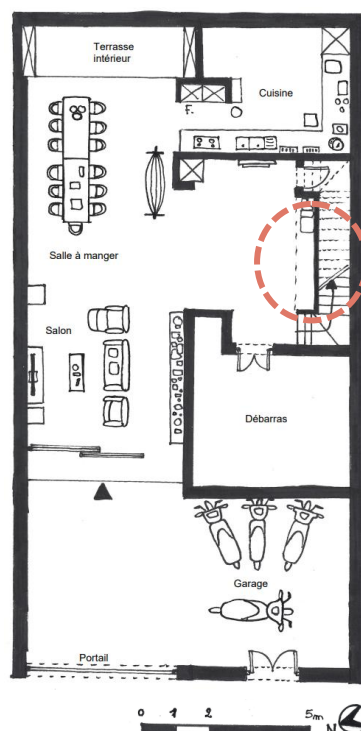 Terrasse
intérieur
Cuisine
F.
Salle à manger
Salon
Débarras
Garage
Portail
0 1 2 5m
N